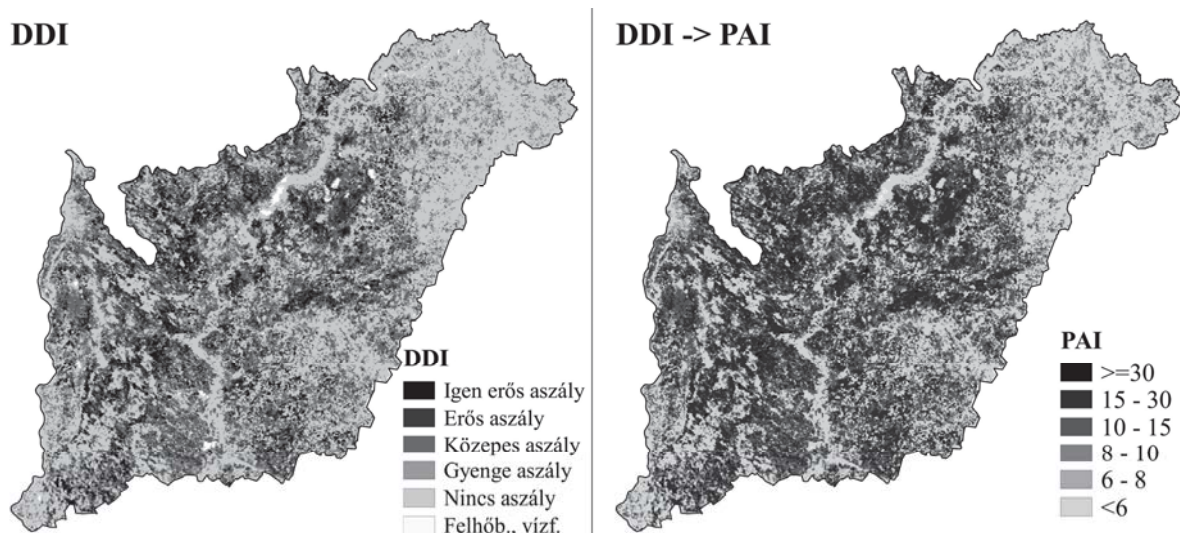 DDI
DDI -> PAI
DDI
Igen erős aszály
Erős aszály
Közepes aszály
Gyenge aszály
Nincs aszály
Felhőb., vízf.
PAI
>=30
15 - 30
10 - 15
8 - 10
6 - 8
<6